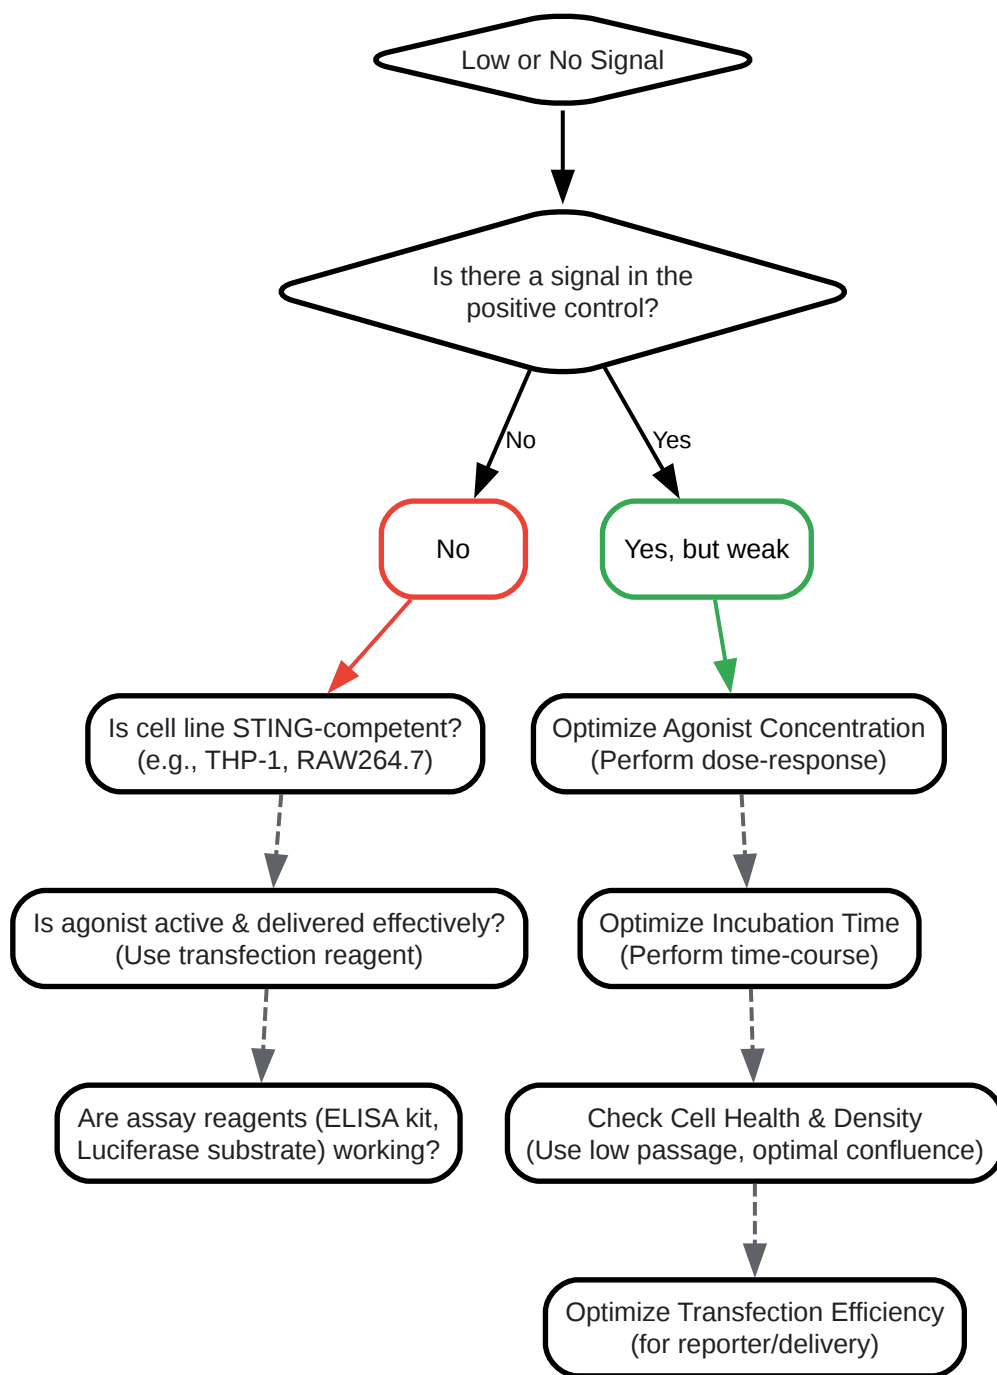 Low or No Signal
Is there a signal in the
positive control?
No
Yes
No
Yes, but weak
Is cell line STING-competent?
(e.g., THP-1, RAW264.7)
Optimize Agonist Concentration
(Perform dose-response)
Is agonist active & delivered effectively?
(Use transfection reagent)
Optimize Incubation Time
(Perform time-course)
Are assay reagents (ELISA kit,
Luciferase substrate) working?
Check Cell Health & Density
(Use low passage, optimal confluence)
Optimize Transfection Efficiency
(for reporter/delivery)